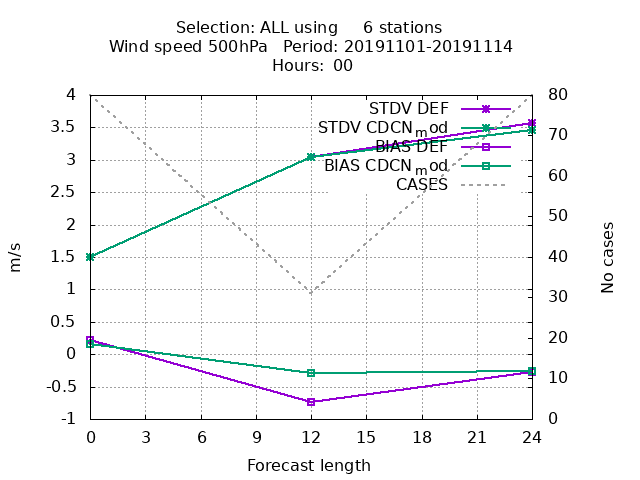 Selection: ALL using     6 stations
Wind speed 500hPa   Period: 20191101-20191114
Hours: 00
STDV DEF
STDV CDCN_mod
BIAS DEF
BIAS CDCN_mod
CASES
4
3.5
3
2.5
2
1.5
1
0.5
0
-0.5
-1
m/s
80
70
60
50
40
30
20
10
0
No cases
0 3 6 9 12 15 18 21 24
Forecast length